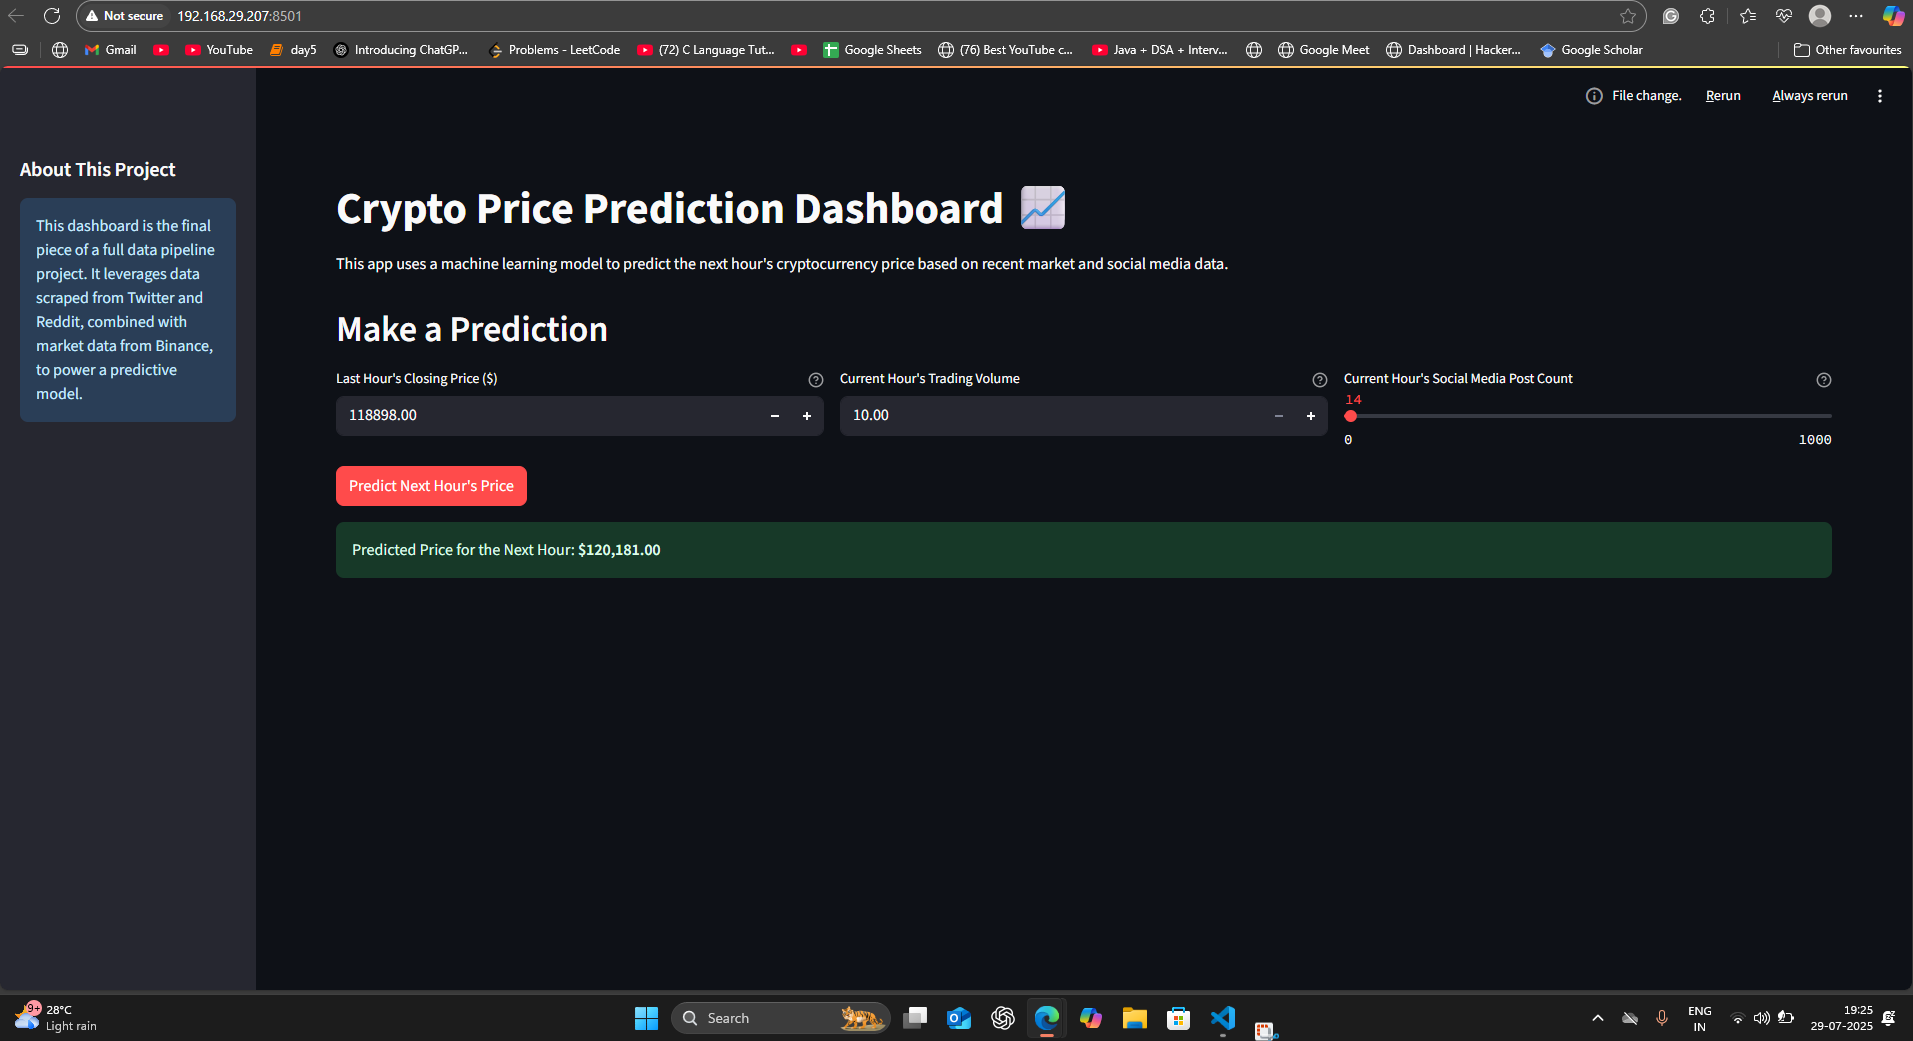 Not secure 192.168.29.207:8501
Gmail
YouTube
day5
Introducing ChatGP...
Problems - LeetCode
(72) C Language Tut...
Google Sheets
(76) Best YouTube c...
Java + DSA + Interv...
Google Meet
Dashboard | Hacker...
Google Scholar
Other favourites
File change. Rerun Always rerun
About This Project
This dashboard is the final
piece of a full data pipeline
project. It leverages data
scraped from Twitter and
Reddit, combined with
market data from Binance,
to power a predictive
model.
Crypto Price Prediction Dashboard
This app uses a machine learning model to predict the next hour's cryptocurrency price based on recent market and social media data.
Make a Prediction
Last Hour's Closing Price ($)
118898.00
Current Hour's Trading Volume
10.00
Current Hour's Social Media Post Count
14
0 1000
Predict Next Hour's Price
Predicted Price for the Next Hour: $120,181.00
9+
28°C
Light rain
Search
ENG
IN
19:25
29-07-2025